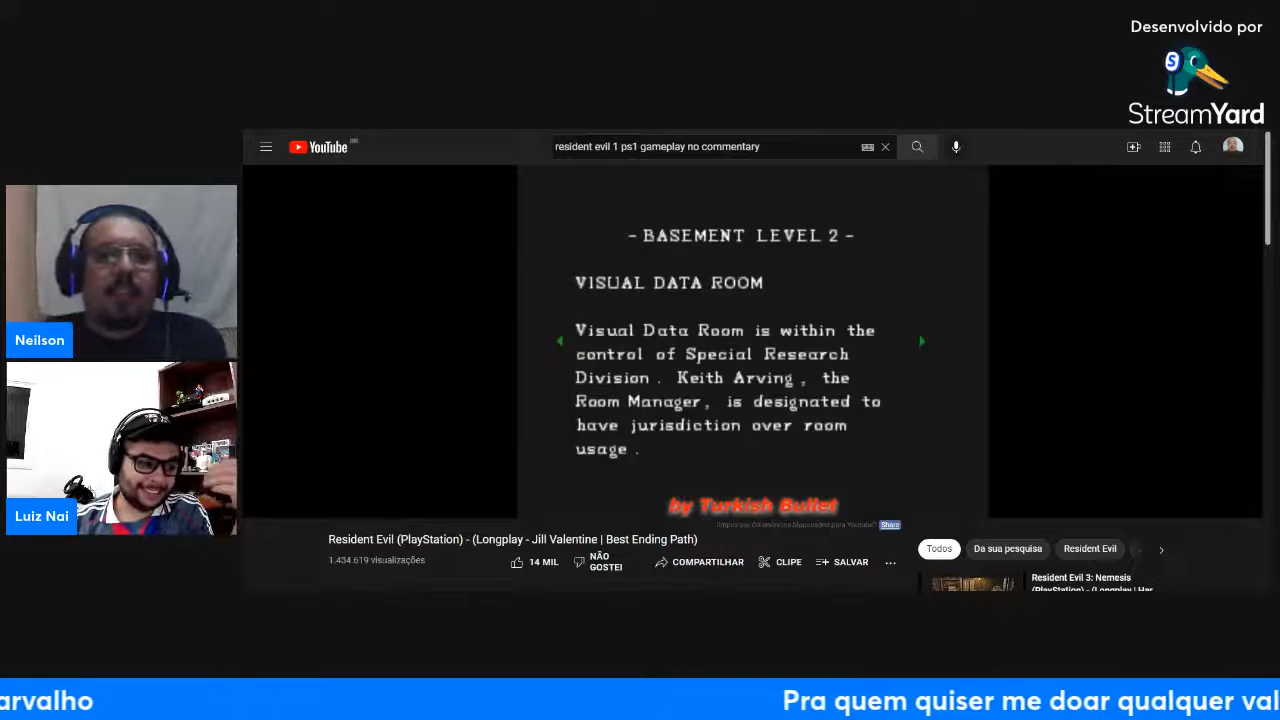 Desenvolvido por
S
StreamYard
YouTube
resident evil 1 ps1 gameplay no commentary
- BASEMENT LEVEL 2 -
VISUAL DATA ROOM
Visual Data Room is within the
control of Special Research
Division . Keith Arving , the
Room Manager, is designated to
have jurisdiction over room
usage .
by Turkish Bullet
Share
Neilson
Luiz Nai
Resident Evil (PlayStation) - (Longplay - Jill Valentine | Best Ending Path)
1.434.619 visualizações
14 MIL
NÃO
GOSTEI
COMPARTILHAR
CLIPE
SALVAR
Todos
Da sua pesquisa
Resident Evil
Resident Evil 3: Nemesis
(PlayStation) - (Longplay | Har
arvalho
Pra quem quiser me doar qualquer val